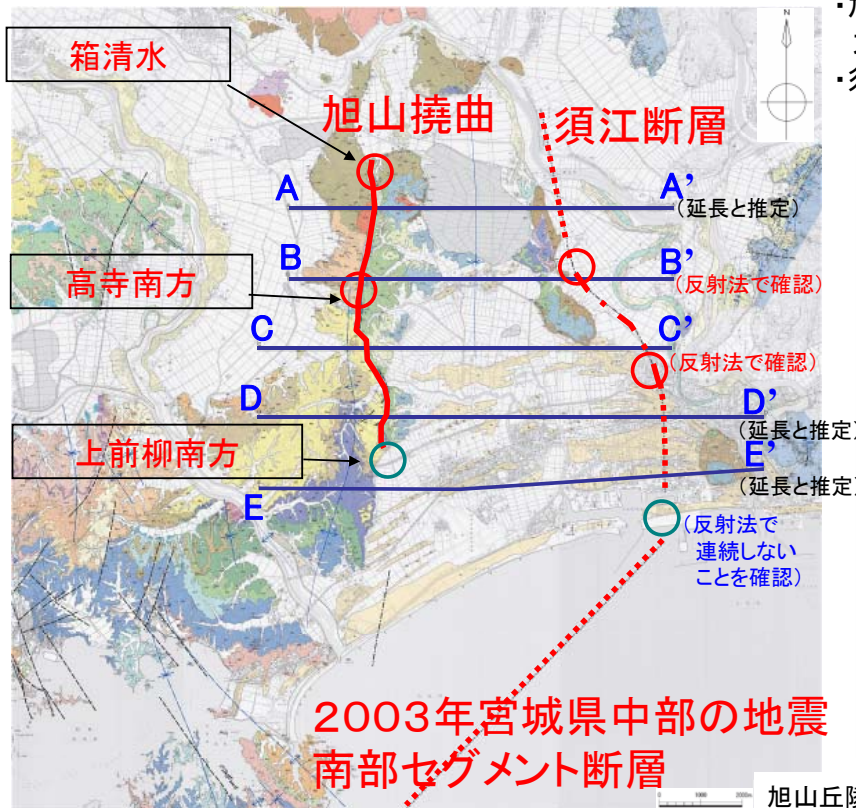 箱清水
旭山撓曲
須江断層
N
A
A’
(延長と推定)
高寺南方
B
B’
(反射法で確認)
C
C’
(反射法で確認)
D
D’
(延長と推定)
上前柳南方
E’
(延長と推定)
E
(反射法で
連続しない
ことを確認)
2003年宮城県中部の地震
南部セグメント断層
0 1000 2000m